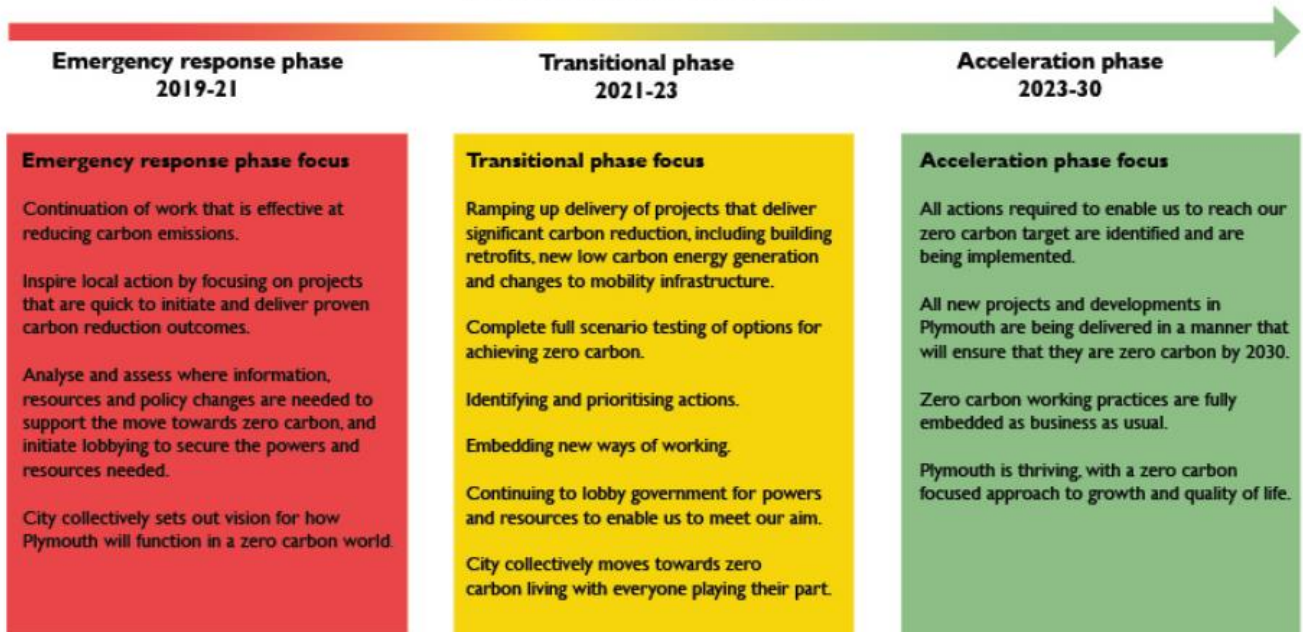 Emergency response phase
2019-21
Transitional phase
2021-23
Acceleration phase
2023-30
Emergency response phase focus
Continuation of work that is effective at
reducing carbon emissions.
Inspire local action by focusing on projects
that are quick to initiate and deliver proven
carbon reduction outcomes.
Analyse and assess where information,
resources and policy changes are needed to
support the move towards zero carbon, and
initiate lobbying to secure the powers and
resources needed.
City collectively sets out vision for how
Plymouth will function in a zero carbon world.
Transitional phase focus
Ramping up delivery of projects that deliver
significant carbon reduction, including building
retrofits, new low carbon energy generation
and changes to mobility infrastructure.
Complete full scenario testing of options for
achieving zero carbon.
Identifying and prioritising actions.
Embedding new ways of working.
Continuing to lobby government for powers
and resources to enable us to meet our aim.
City collectively moves towards zero
carbon living with everyone playing their part.
Acceleration phase focus
All actions required to enable us to reach our
zero carbon target are identified and are
being implemented.
All new projects and developments in
Plymouth are being delivered in a manner that
will ensure that they are zero carbon by 2030.
Zero carbon working practices are fully
embedded as business as usual.
Plymouth is thriving, with a zero carbon
focused approach to growth and quality of life.